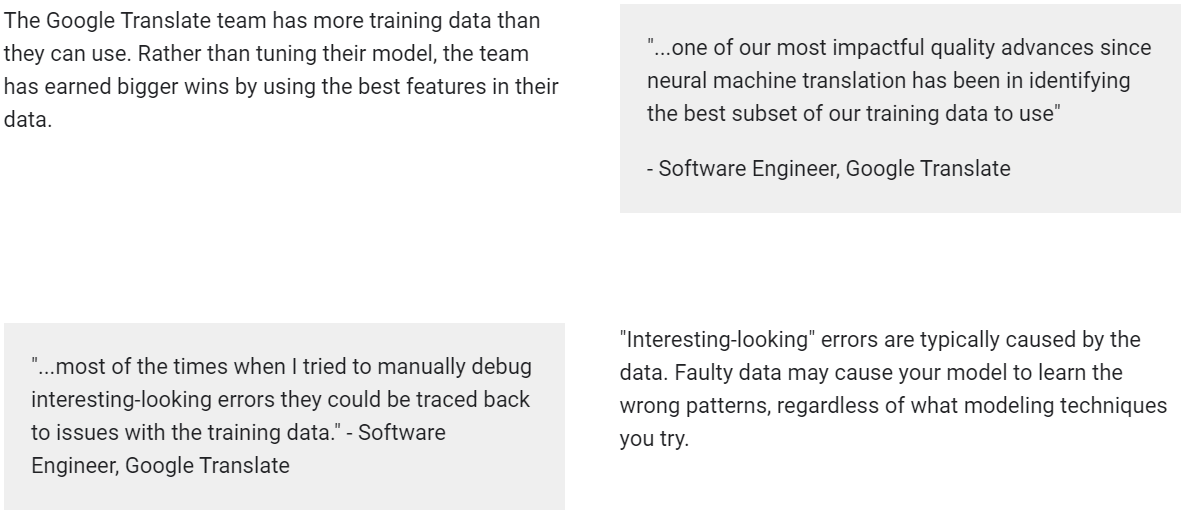 The Google Translate team has more training data than
they can use. Rather than tuning their model, the team
has earned bigger wins by using the best features in their
data.
"...one of our most impactful quality advances since
neural machine translation has been in identifying
the best subset of our training data to use"
- Software Engineer, Google Translate
"...most of the times when I tried to manually debug
interesting-looking errors they could be traced back
to issues with the training data." - Software
Engineer, Google Translate
"Interesting-looking" errors are typically caused by the
data. Faulty data may cause your model to learn the
wrong patterns, regardless of what modeling techniques
you try.